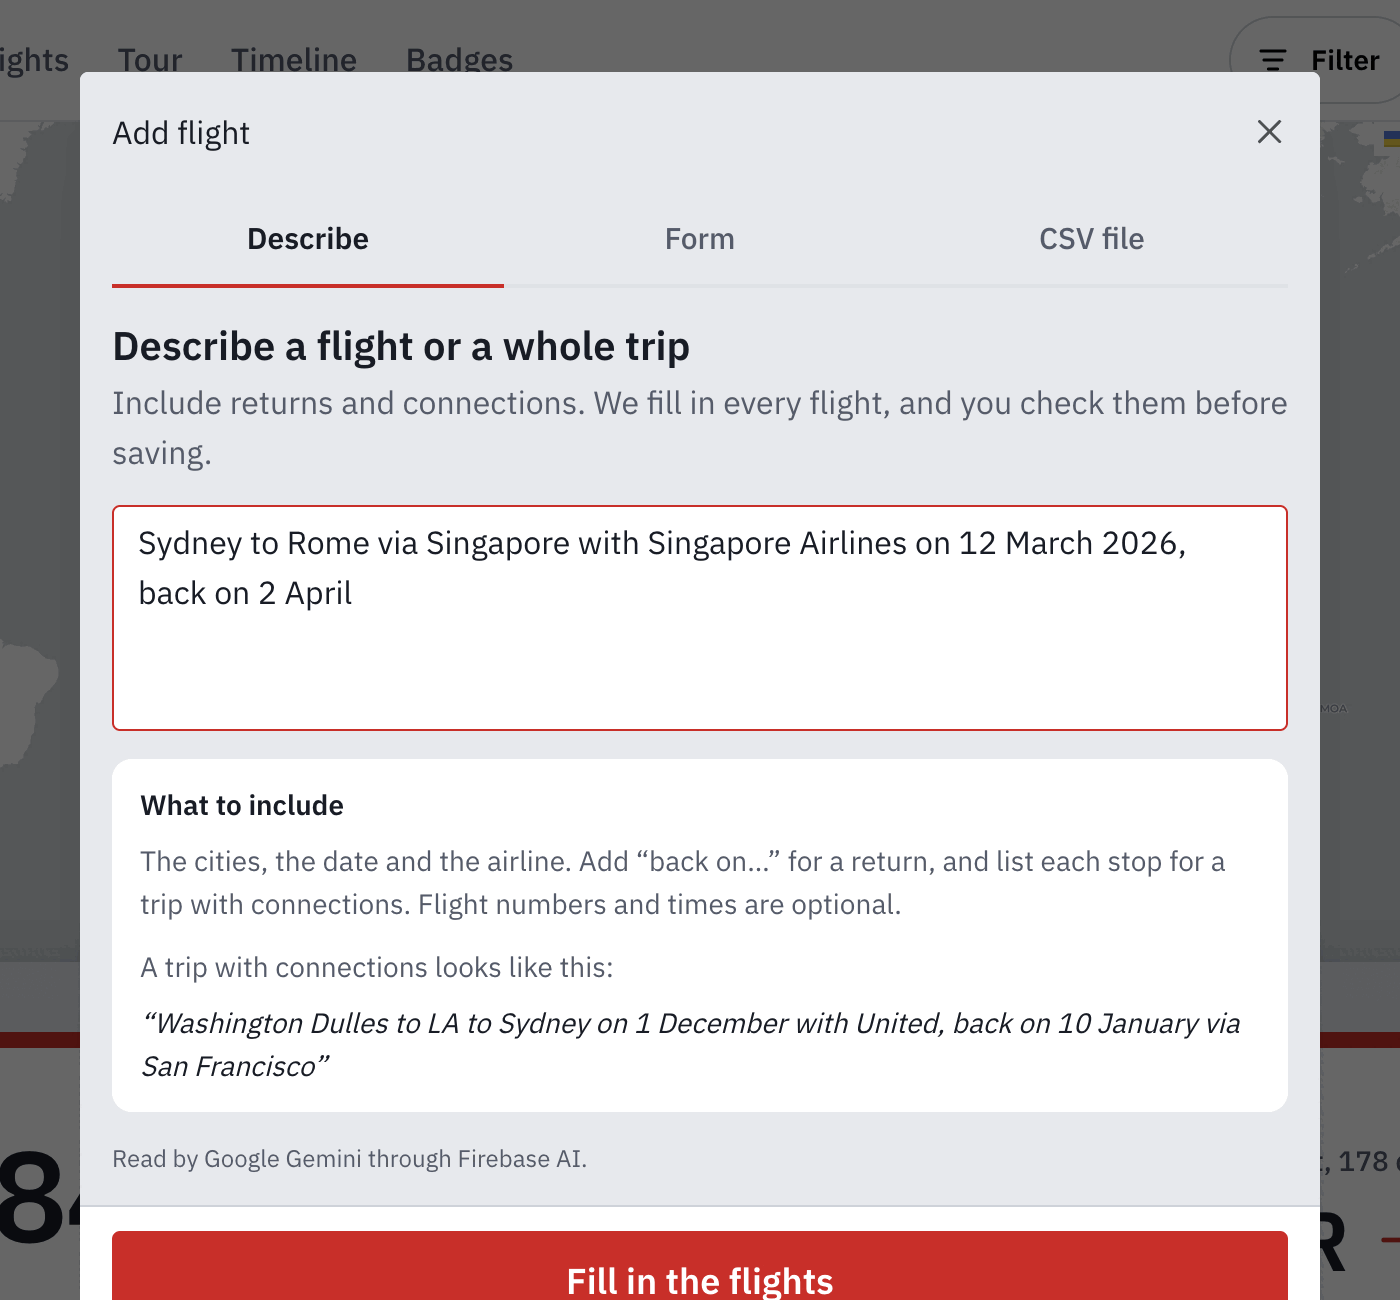 ights Tour Timeline Badges Filter
Add flight
Describe Form CSV file
Describe a flight or a whole trip
Include returns and connections. We fill in every flight, and you check them before
saving.
Sydney to Rome via Singapore with Singapore Airlines on 12 March 2026,
back on 2 April
MOA
What to include
The cities, the date and the airline. Add “back on…” for a return, and list each stop for a
trip with connections. Flight numbers and times are optional.
A trip with connections looks like this:
“Washington Dulles to LA to Sydney on 1 December with United, back on 10 January via
San Francisco”
Read by Google Gemini through Firebase AI.
, 178
84
R
Fill in the flights